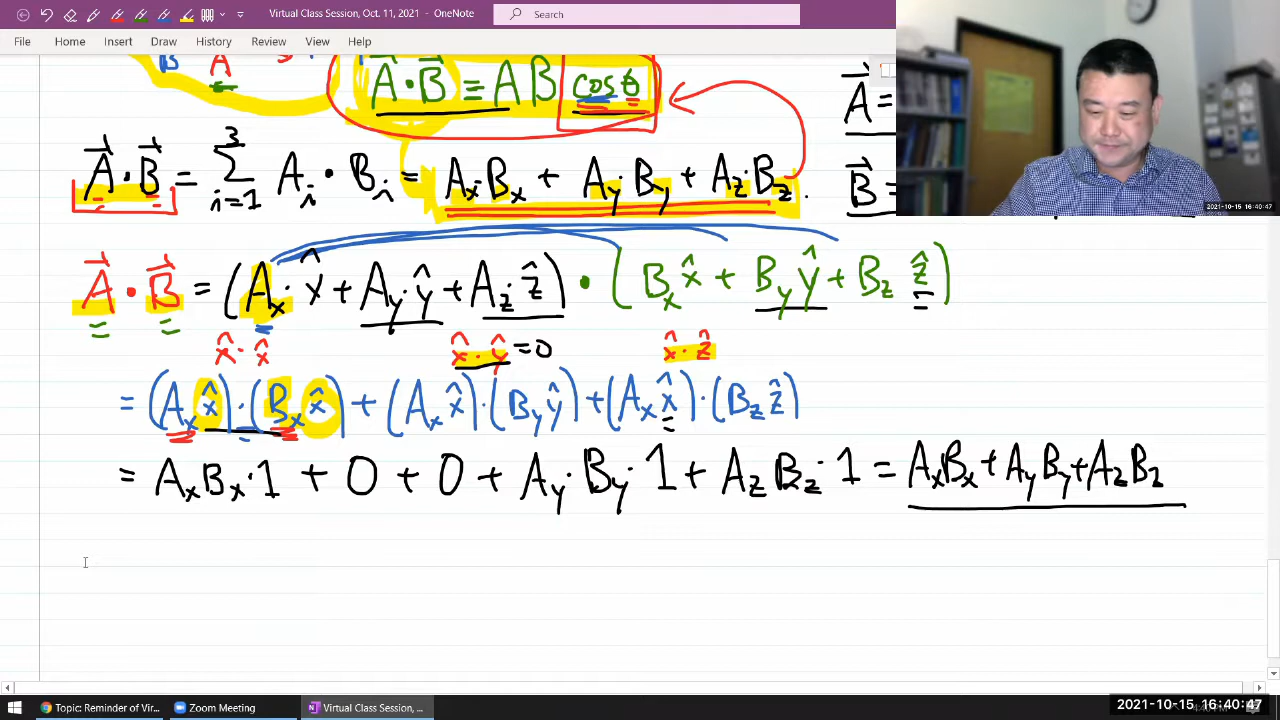 Virtual Class Session, Oct. 11, 2021 - OneNote
Search
File Home Insert Draw History Review View Help
B A
A⃗·B⃗ ≡ A B cosθ
A⃗ =
A⃗·B⃗ = ∑ i=1 3 A_i · B_i = A_x·B_x + A_y·B_y + A_z·B_z .
B⃗ =
2021-10-15 16:40:47
A⃗·B⃗ = (A_x·x̂ + A_y·ŷ + A_z·ẑ) · (B_x x̂ + B_y ŷ + B_z ẑ)
x̂·x̂ x̂·ŷ = 0 x̂·ẑ
= (A_x x̂)·(B_x x̂) + (A_x x̂)·(B_y ŷ) + (A_x x̂)·(B_z ẑ)
= A_x B_x·1 + 0 + 0 + A_y·B_y·1 + A_z B_z·1 = A_x B_x + A_y B_y + A_z B_z
Topic: Reminder of Vir...
Zoom Meeting
Virtual Class Session,...
2021-10-15 16:40:47